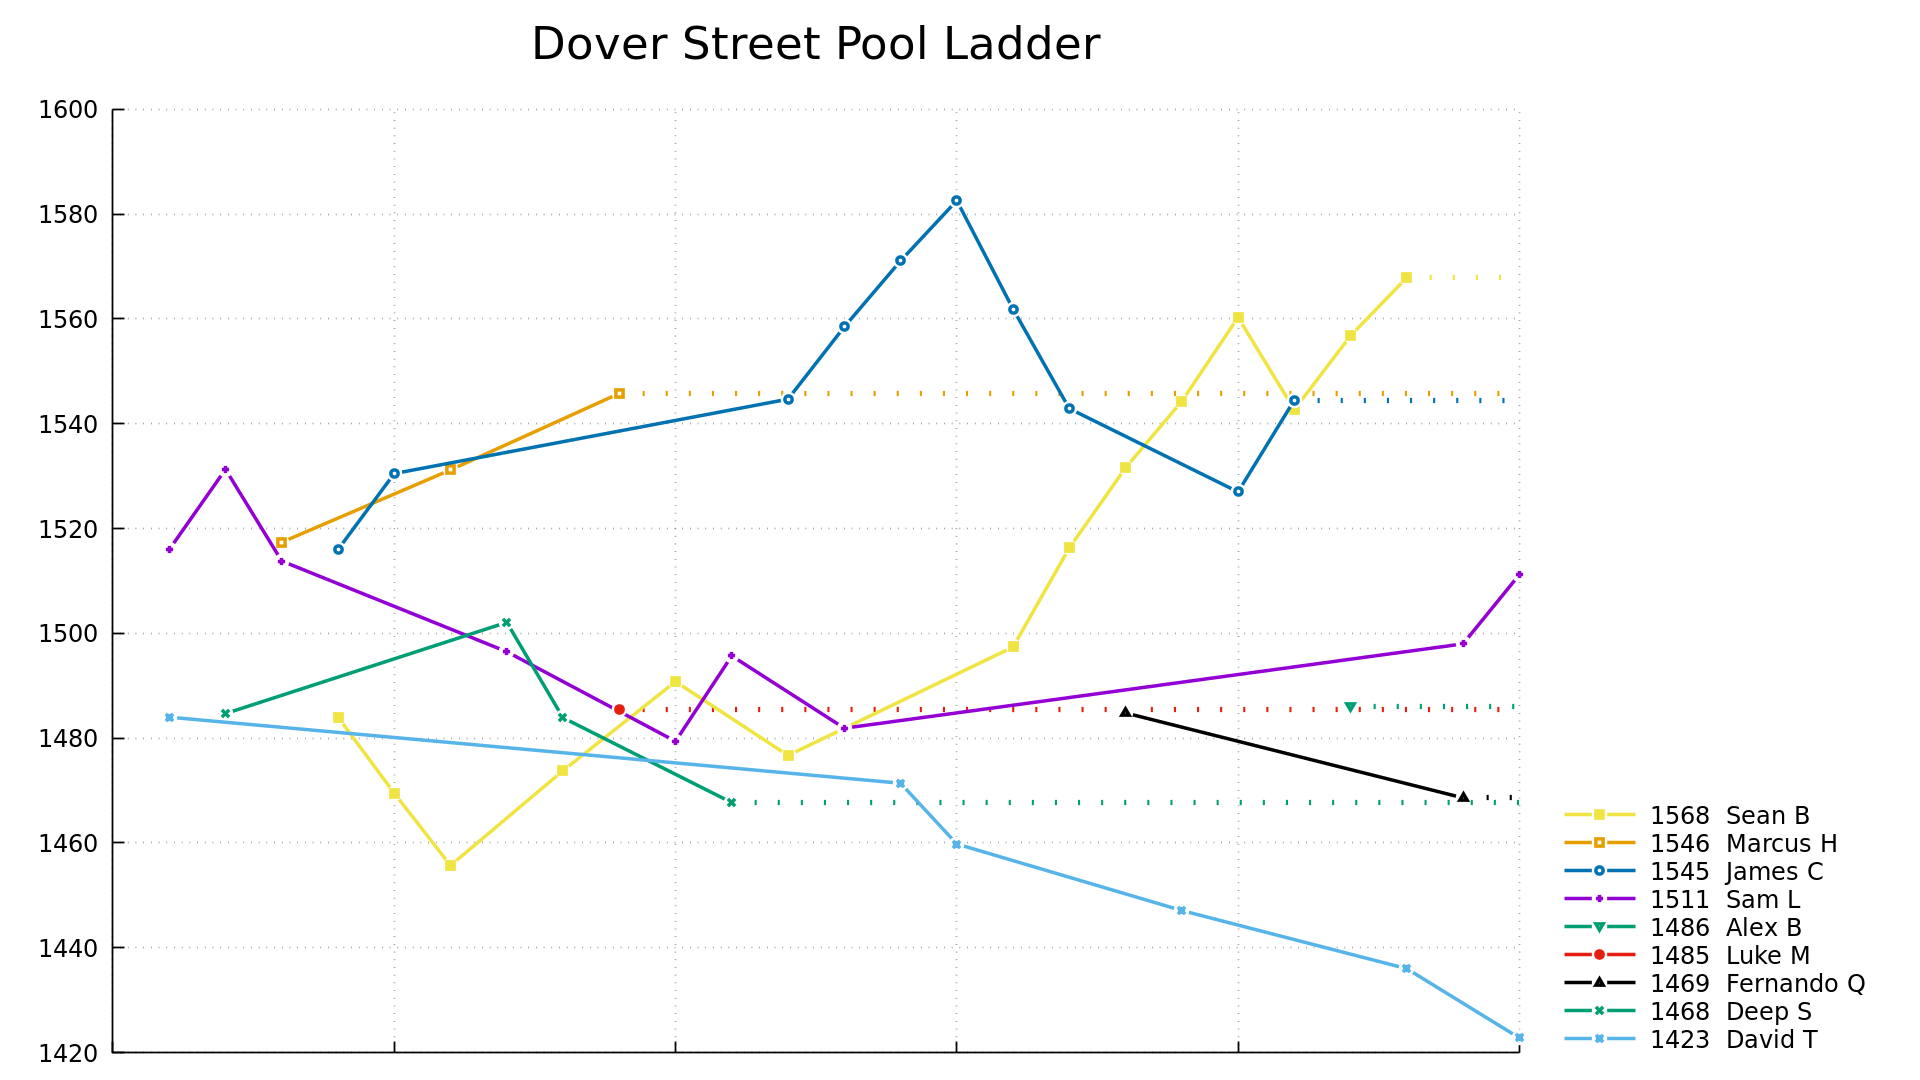 Dover Street Pool Ladder
1600
1580
1560
1540
1520
1500
1480
1460
1440
1420
1568 Sean B
1546 Marcus H
1545 James C
1511 Sam L
1486 Alex B
1485 Luke M
1469 Fernando Q
1468 Deep S
1423 David T